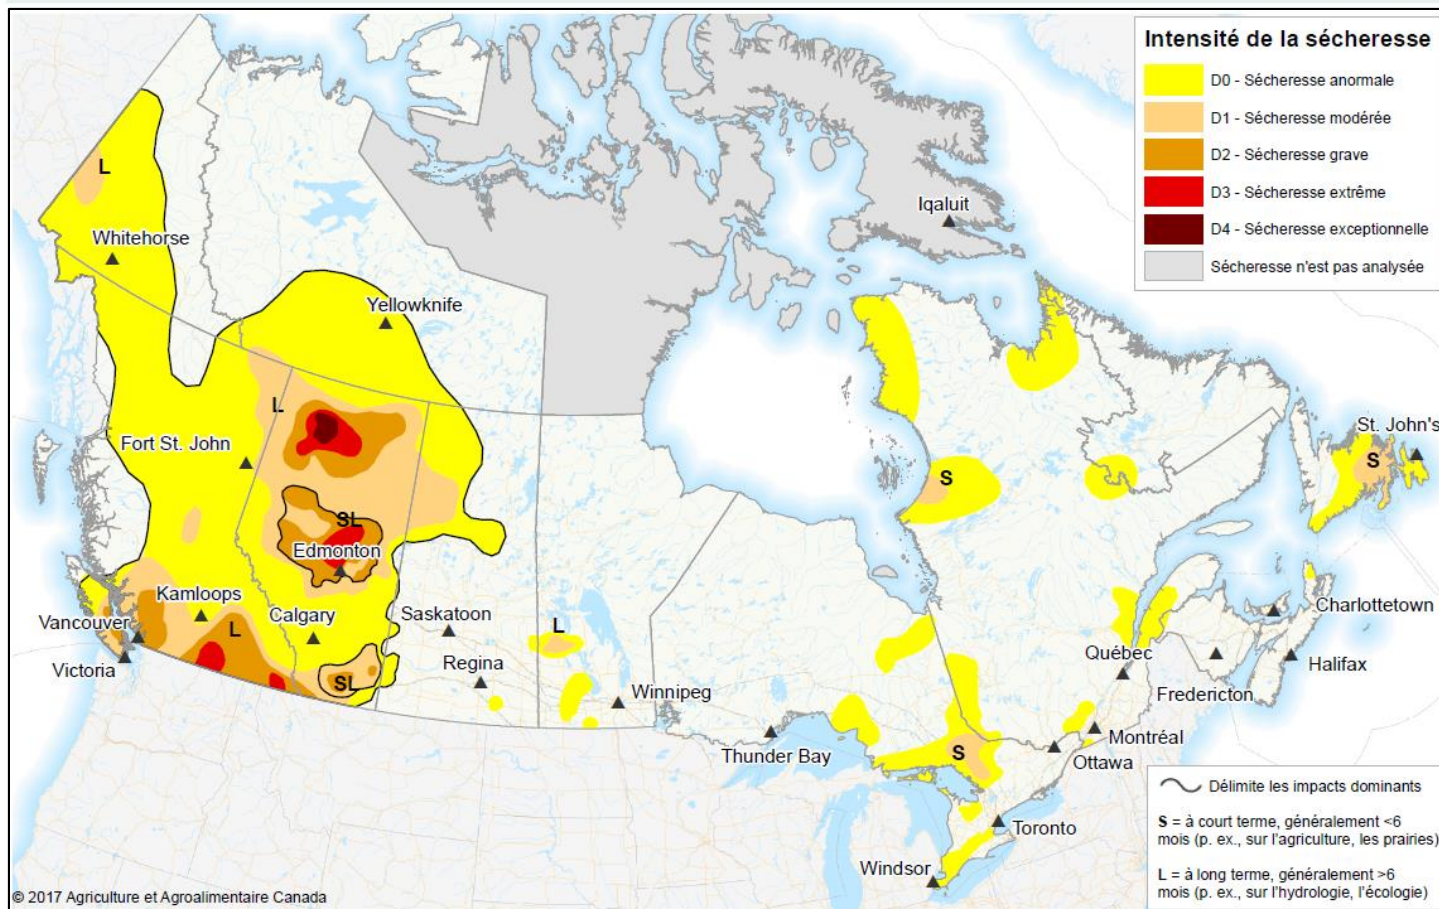 Intensité de la sécheresse
D0 - Sécheresse anormale
D1 - Sécheresse modérée
D2 - Sécheresse grave
D3 - Sécheresse extrême
D4 - Sécheresse exceptionnelle
Sécheresse n'est pas analysée
L
Iqaluit
Whitehorse
Yellowknife
L
Fort St. John
St. John's
S
S
SL
Edmonton
Kamloops
Calgary
Saskatoon
L
Charlottetown
Vancouver
L
Victoria
SL
Regina
Winnipeg
Québec
Halifax
Fredericton
Thunder Bay
S
Montréal
Ottawa
Toronto
Windsor
Délimite les impacts dominants
S = à court terme, généralement <6
mois (p. ex., sur l'agriculture, les prairies)
L = à long terme, généralement >6
mois (p. ex., sur l'hydrologie, l'écologie)
© 2017 Agriculture et Agroalimentaire Canada